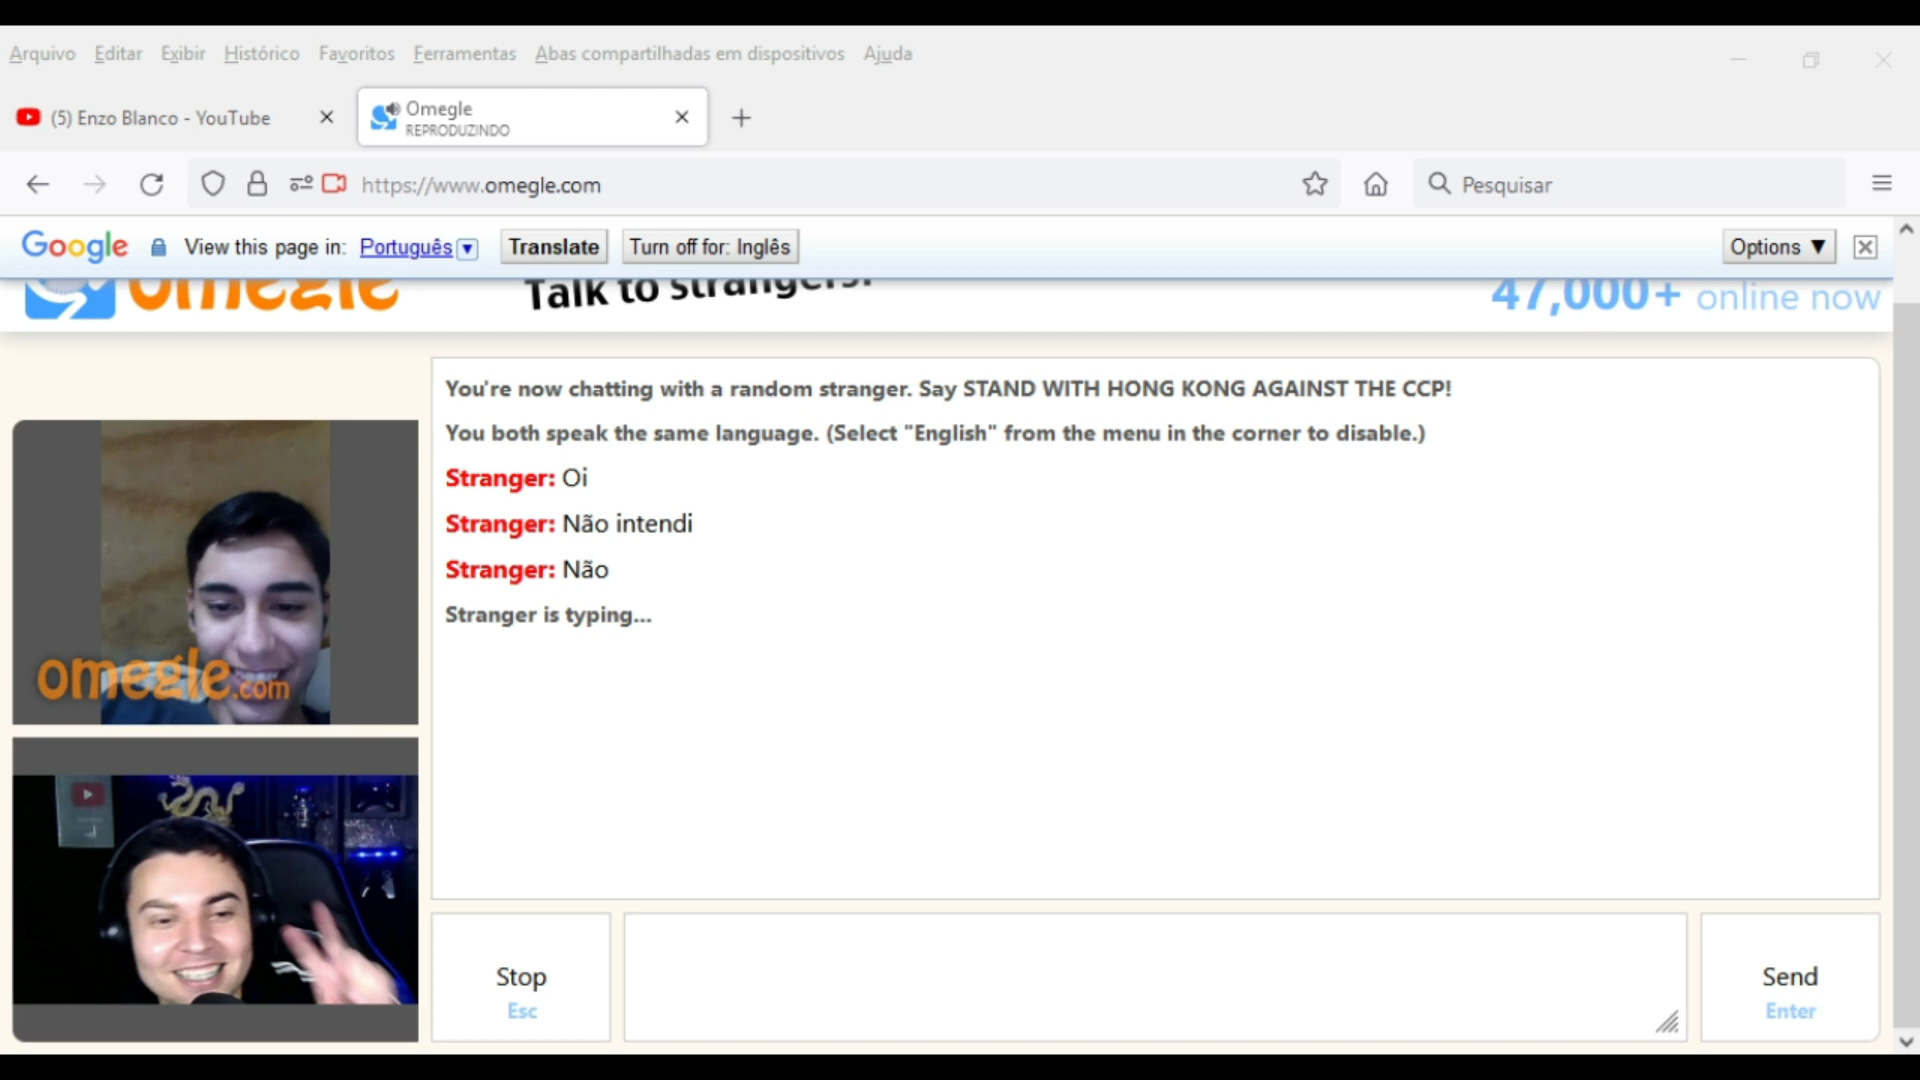 Arquivo Editar Exibir Histórico Favoritos Ferramentas Abas compartilhadas em dispositivos Ajuda
(5) Enzo Blanco - YouTube
Omegle
REPRODUZINDO
https://www.omegle.com
Pesquisar
Google View this page in: Português Translate Turn off for: Inglês Options
omegle Talk to strangers! 47,000+ online now
You're now chatting with a random stranger. Say STAND WITH HONG KONG AGAINST THE CCP!
You both speak the same language. (Select "English" from the menu in the corner to disable.)
Stranger: Oi
Stranger: Não intendi
Stranger: Não
Stranger is typing...
omegle.com
Stop
Esc
Send
Enter